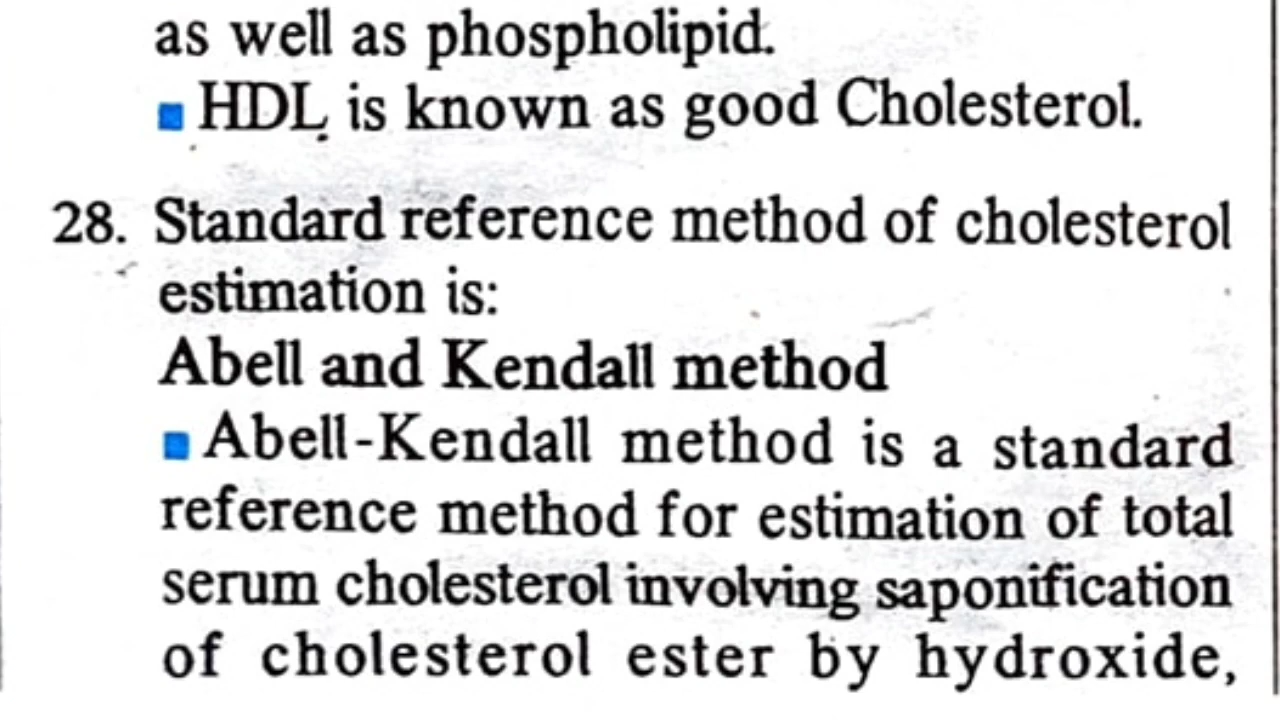 as well as phospholipid.
▪ HDL is known as good Cholesterol.
28. Standard reference method of cholesterol
estimation is:
Abell and Kendall method
▪ Abell-Kendall method is a standard
reference method for estimation of total
serum cholesterol involving saponification
of cholesterol ester by hydroxide,